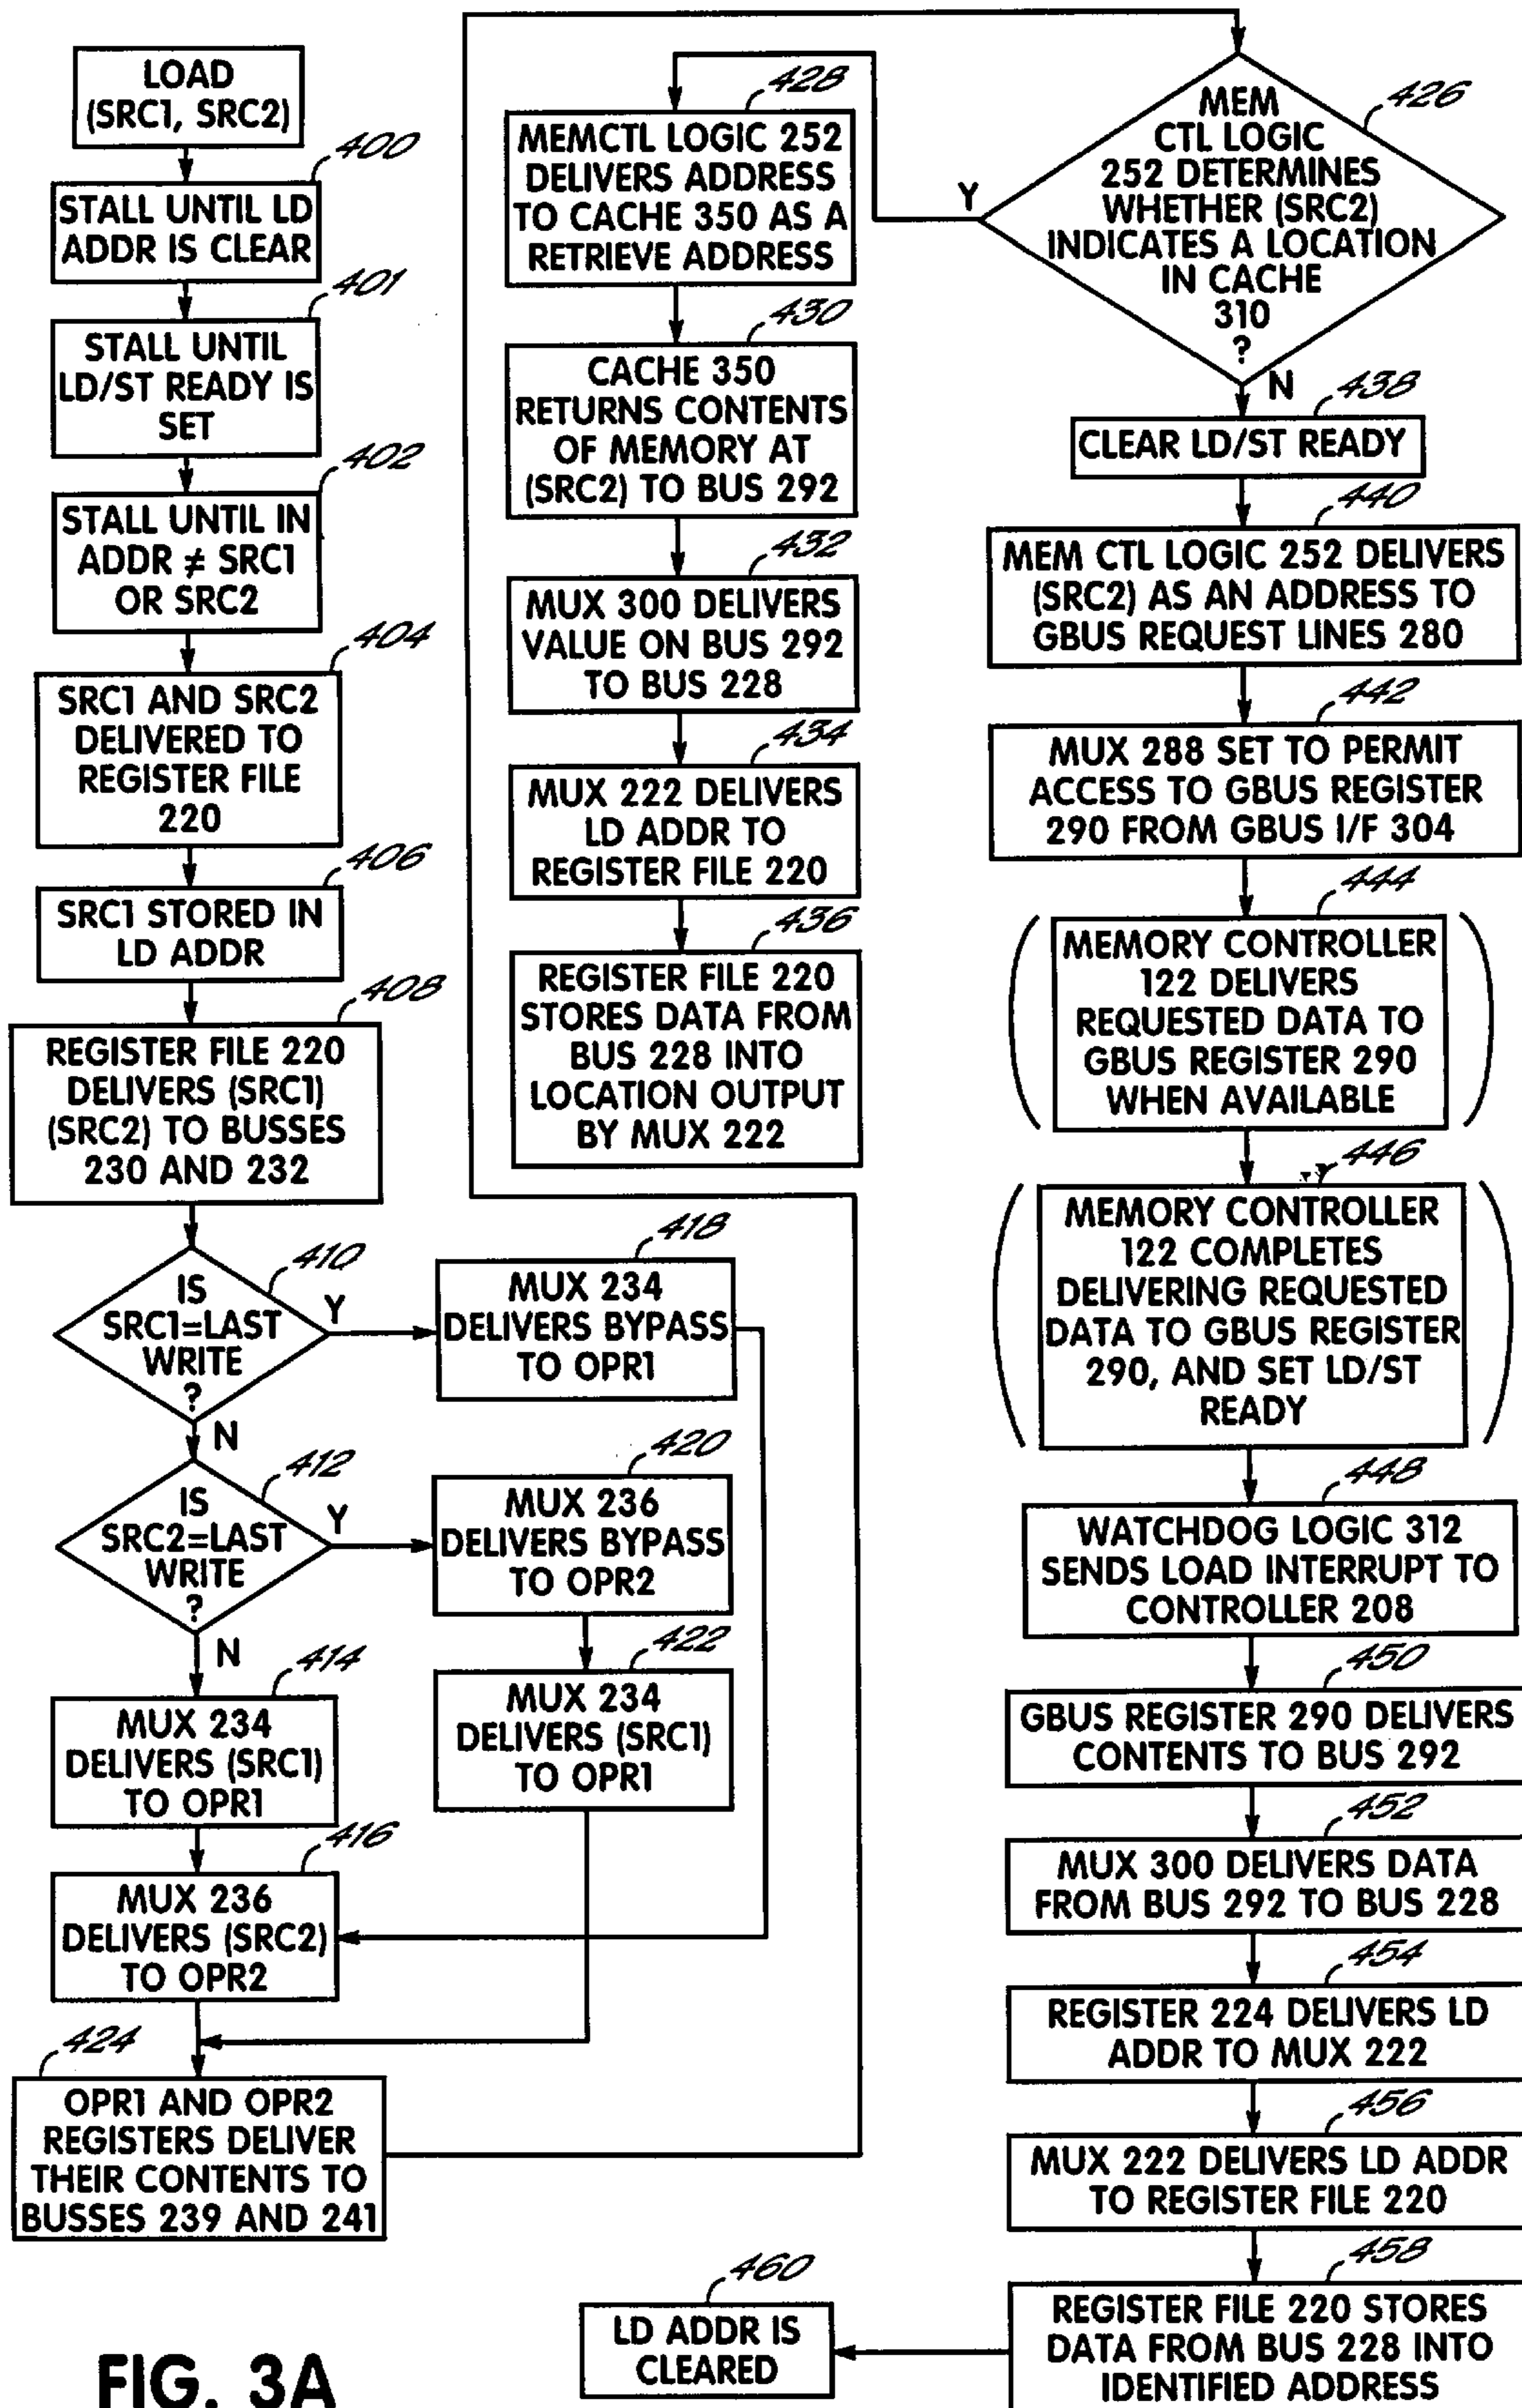 LOAD
(SRC1, SRC2)
400
STALL UNTIL LD
ADDR IS CLEAR
401
STALL UNTIL
LD/ST READY IS
SET
402
STALL UNTIL IN
ADDR ≠ SRC1
OR SRC2
404
SRC1 AND SRC2
DELIVERED TO
REGISTER FILE
220
406
SRC1 STORED IN
LD ADDR
408
REGISTER FILE 220
DELIVERS (SRC1)
(SRC2) TO BUSSES
230 AND 232
410
IS
SRC1=LAST
WRITE
?
Y
N
418
MUX 234
DELIVERS BYPASS
TO OPR1
412
IS
SRC2=LAST
WRITE
?
Y
N
420
MUX 236
DELIVERS BYPASS
TO OPR2
422
MUX 234
DELIVERS (SRC1)
TO OPR1
414
MUX 234
DELIVERS (SRC1)
TO OPR1
416
MUX 236
DELIVERS (SRC2)
TO OPR2
424
OPR1 AND OPR2
REGISTERS DELIVER
THEIR CONTENTS TO
BUSSES 239 AND 241
426
MEM
CTL LOGIC
252 DETERMINES
WHETHER (SRC2)
INDICATES A LOCATION
IN CACHE
310
?
Y
N
428
MEMCTL LOGIC 252
DELIVERS ADDRESS
TO CACHE 350 AS A
RETRIEVE ADDRESS
430
CACHE 350
RETURNS CONTENTS
OF MEMORY AT
(SRC2) TO BUS 292
432
MUX 300 DELIVERS
VALUE ON BUS 292
TO BUS 228
434
MUX 222 DELIVERS
LD ADDR TO
REGISTER FILE 220
436
REGISTER FILE 220
STORES DATA FROM
BUS 228 INTO
LOCATION OUTPUT
BY MUX 222
438
CLEAR LD/ST READY
440
MEM CTL LOGIC 252 DELIVERS
(SRC2) AS AN ADDRESS TO
GBUS REQUEST LINES 280
442
MUX 288 SET TO PERMIT
ACCESS TO GBUS REGISTER
290 FROM GBUS I/F 304
444
MEMORY CONTROLLER
122 DELIVERS
REQUESTED DATA TO
GBUS REGISTER 290
WHEN AVAILABLE
446
MEMORY CONTROLLER
122 COMPLETES
DELIVERING REQUESTED
DATA TO GBUS REGISTER
290, AND SET LD/ST
READY
448
WATCHDOG LOGIC 312
SENDS LOAD INTERRUPT TO
CONTROLLER 208
450
GBUS REGISTER 290 DELIVERS
CONTENTS TO BUS 292
452
MUX 300 DELIVERS DATA
FROM BUS 292 TO BUS 228
454
REGISTER 224 DELIVERS LD
ADDR TO MUX 222
456
MUX 222 DELIVERS LD ADDR
TO REGISTER FILE 220
458
REGISTER FILE 220 STORES
DATA FROM BUS 228 INTO
IDENTIFIED ADDRESS
460
LD ADDR IS
CLEARED
FIG. 3A